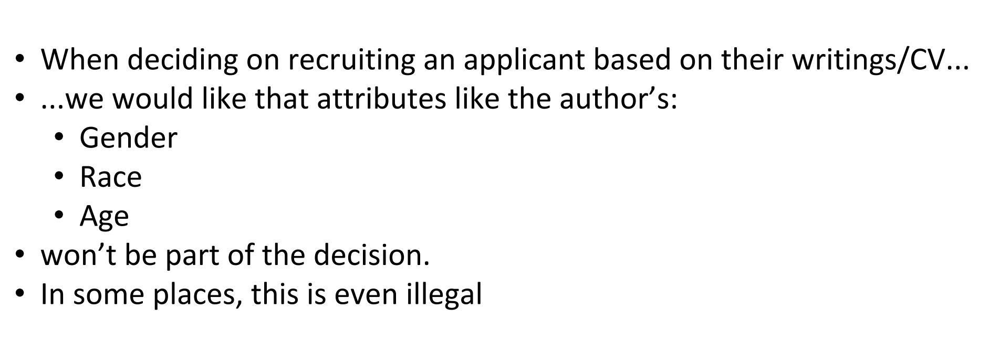 • When deciding on recruiting an applicant based on their writings/CV...
• ...we would like that attributes like the author’s:
• Gender
• Race
• Age
• won’t be part of the decision.
• In some places, this is even illegal